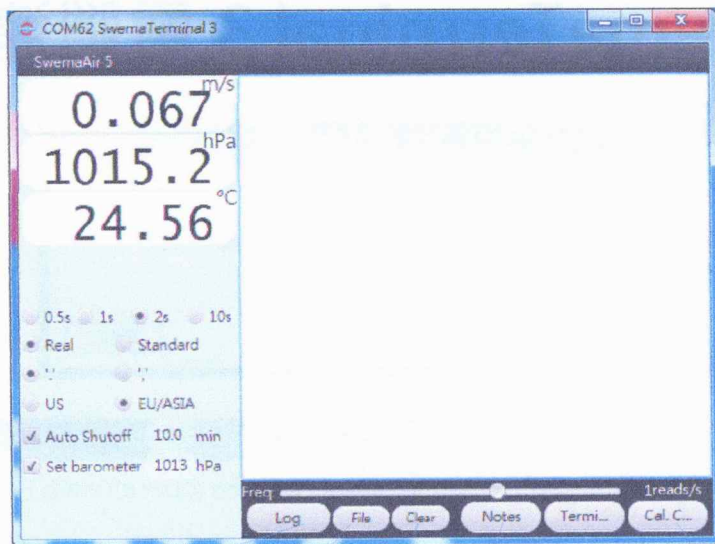 COM62 SwemaTerminal 3
SwemaAir 5
0.067 m/s
1015.2 hPa
24.56 °C
0.5s 1s 2s 10s
Real Standard
'.' ','
US EU/ASIA
Auto Shutoff 10.0 min
Set barometer 1013 hPa
Freq: 1reads/s
Log File Clear Notes Termi... Cal. C...